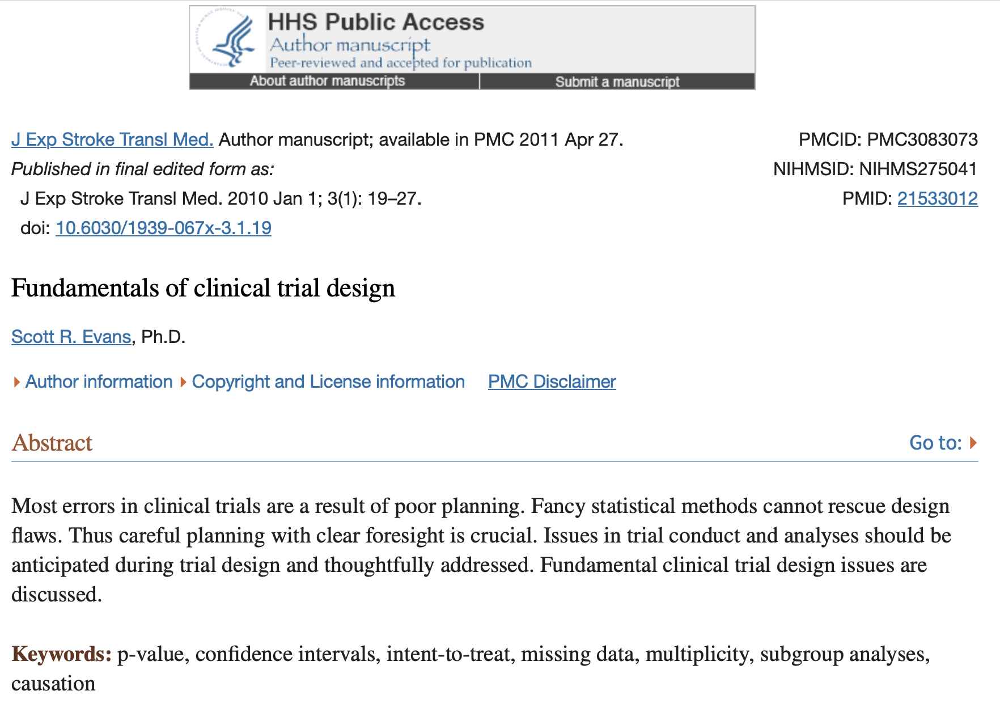 HHS Public Access
Author manuscript
Peer-reviewed and accepted for publication
About author manuscripts
Submit a manuscript
J Exp Stroke Transl Med. Author manuscript; available in PMC 2011 Apr 27.
Published in final edited form as:
J Exp Stroke Transl Med. 2010 Jan 1; 3(1): 19–27.
doi: 10.6030/1939-067x-3.1.19
PMCID: PMC3083073
NIHMSID: NIHMS275041
PMID: 21533012
Fundamentals of clinical trial design
Scott R. Evans, Ph.D.
Author information
Copyright and License information
PMC Disclaimer
Abstract
Go to:
Most errors in clinical trials are a result of poor planning. Fancy statistical methods cannot rescue design
flaws. Thus careful planning with clear foresight is crucial. Issues in trial conduct and analyses should be
anticipated during trial design and thoughtfully addressed. Fundamental clinical trial design issues are
discussed.
Keywords: p-value, confidence intervals, intent-to-treat, missing data, multiplicity, subgroup analyses,
causation